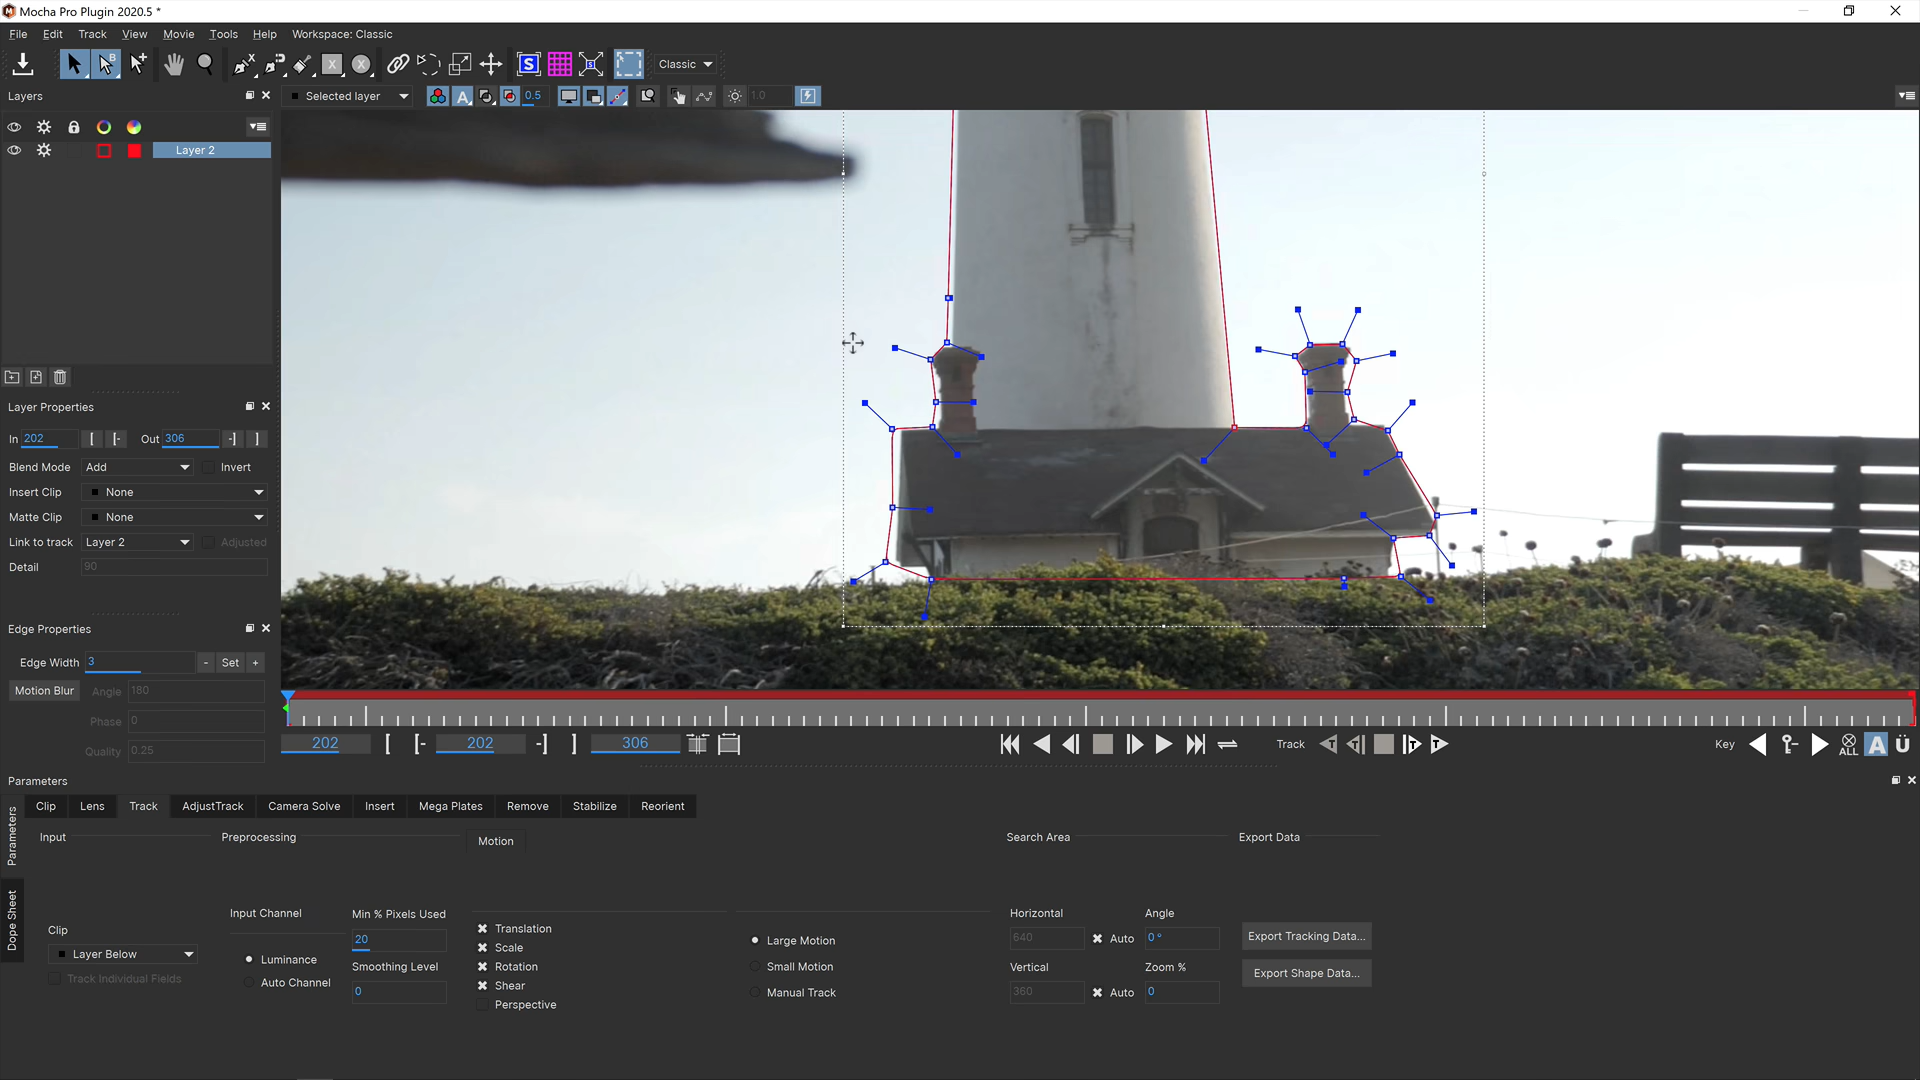 Mocha Pro Plugin 2020.5 *
File Edit Track View Movie Tools Help Workspace: Classic
Classic
Layers
Selected layer
A
0.5
1.0
Layer 2
Layer Properties
In 202 [ [- Out 306 -] ]
Blend Mode Add Invert
Insert Clip None
Matte Clip None
Link to track Layer 2 Adjusted
Detail 90
Edge Properties
Edge Width 3 - Set +
Motion Blur Angle 180
Phase 0
Quality 0.25
202 [ [- 202 -] ] 306
Track
Key
ALL
A
Ü
Parameters
Parameters
Dope Sheet
Clip Lens Track AdjustTrack Camera Solve Insert Mega Plates Remove Stabilize Reorient
Input
Preprocessing
Motion
Search Area
Export Data
Clip
Layer Below
Track Individual Fields
Input Channel
Luminance
Auto Channel
Min % Pixels Used
20
Smoothing Level
0
Translation
Scale
Rotation
Shear
Perspective
Large Motion
Small Motion
Manual Track
Horizontal
640 Auto
Vertical
360 Auto
Angle
0 °
Zoom %
0
Export Tracking Data...
Export Shape Data...